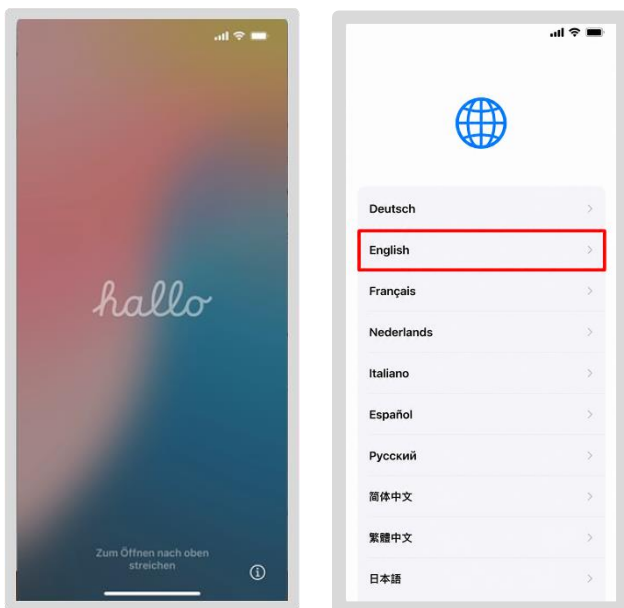 hallo
Zum Öffnen nach oben
streichen
Deutsch
English
Français
Nederlands
Italiano
Español
Русский
简体中文
繁體中文
日本語